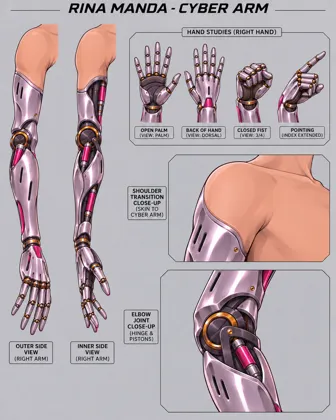 RINA MANDA - CYBER ARM
HAND STUDIES (RIGHT HAND)
OPEN PALM
(VIEW: PALM)
BACK OF HAND
(VIEW: DORSAL)
CLOSED FIST
(VIEW: 3/4)
POINTING
(INDEX EXTENDED)
SHOULDER
TRANSITION
CLOSE-UP
(SKIN TO
CYBER ARM)
ELBOW
JOINT
CLOSE-UP
(HINGE &
PISTONS)
OUTER SIDE
VIEW
(RIGHT ARM)
INNER SIDE
VIEW
(RIGHT ARM)